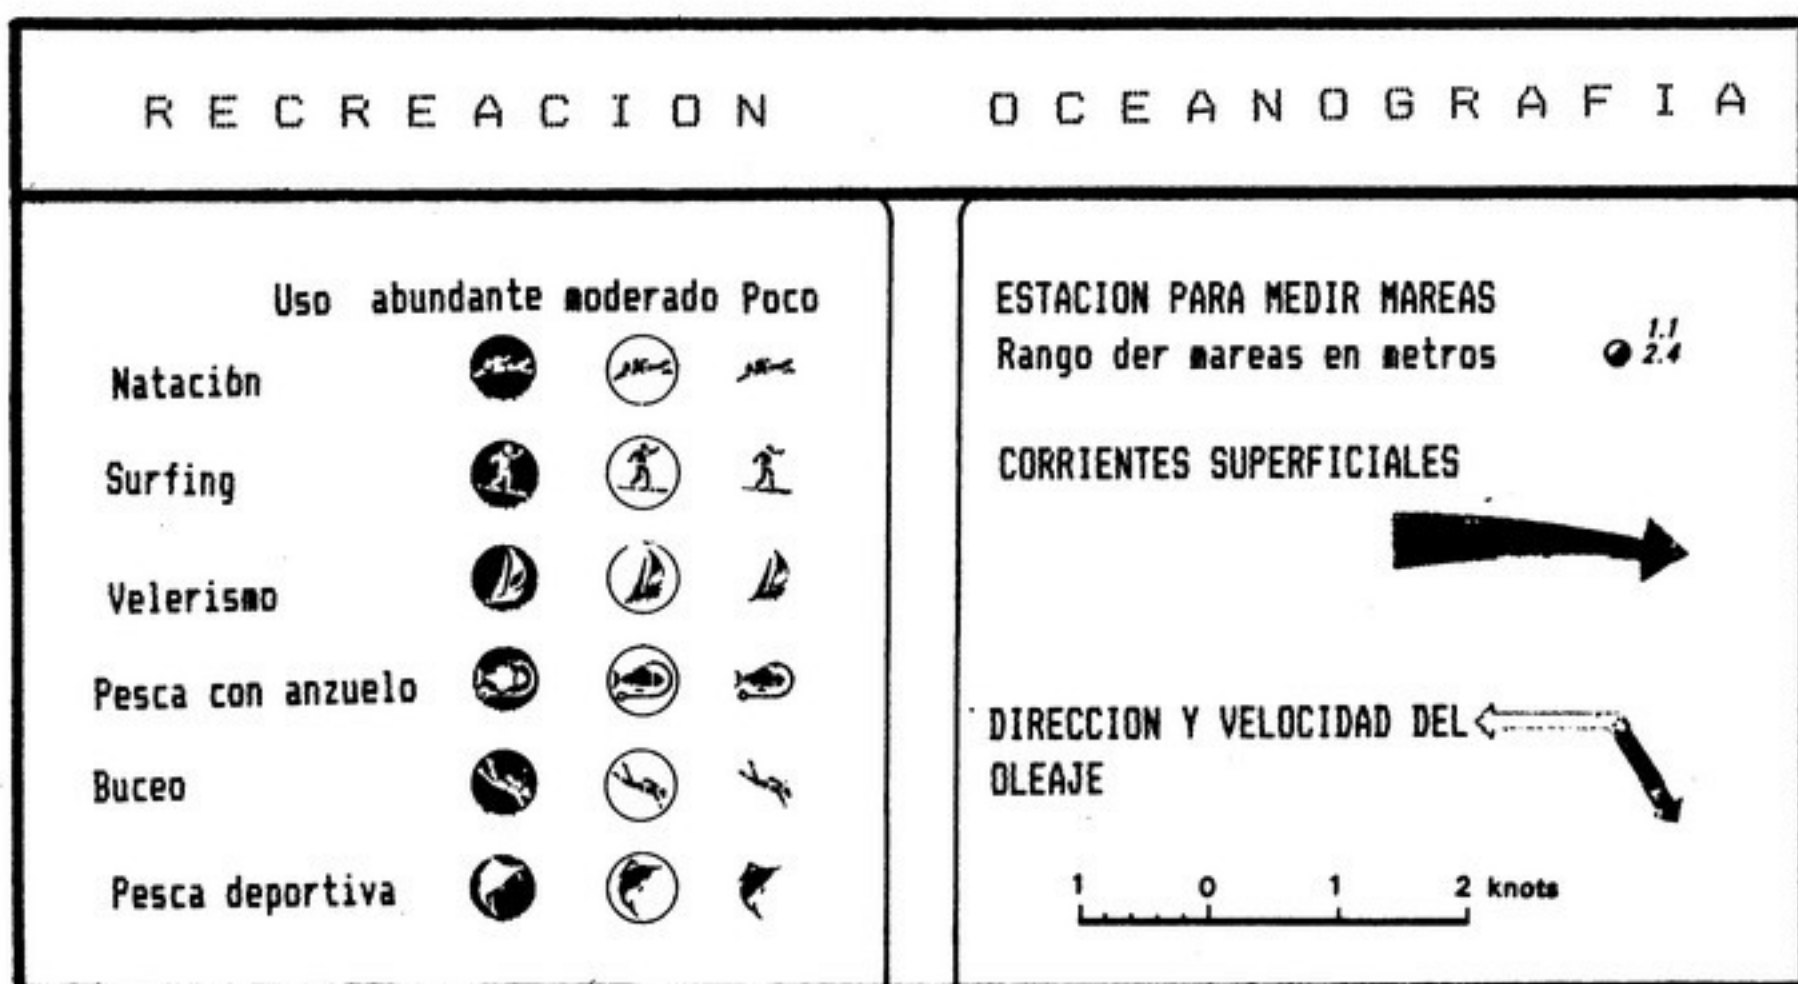 RECREACION
Uso abundante moderado Poco
Nataciòn
Surfing
Velerismo
Pesca con anzuelo
Buceo
Pesca deportiva
OCEANOGRAFIA
ESTACION PARA MEDIR MAREAS
Rango der mareas en metros
1.1
2.4
CORRIENTES SUPERFICIALES
DIRECCION Y VELOCIDAD DEL
OLEAJE
1 0 1 2 knots